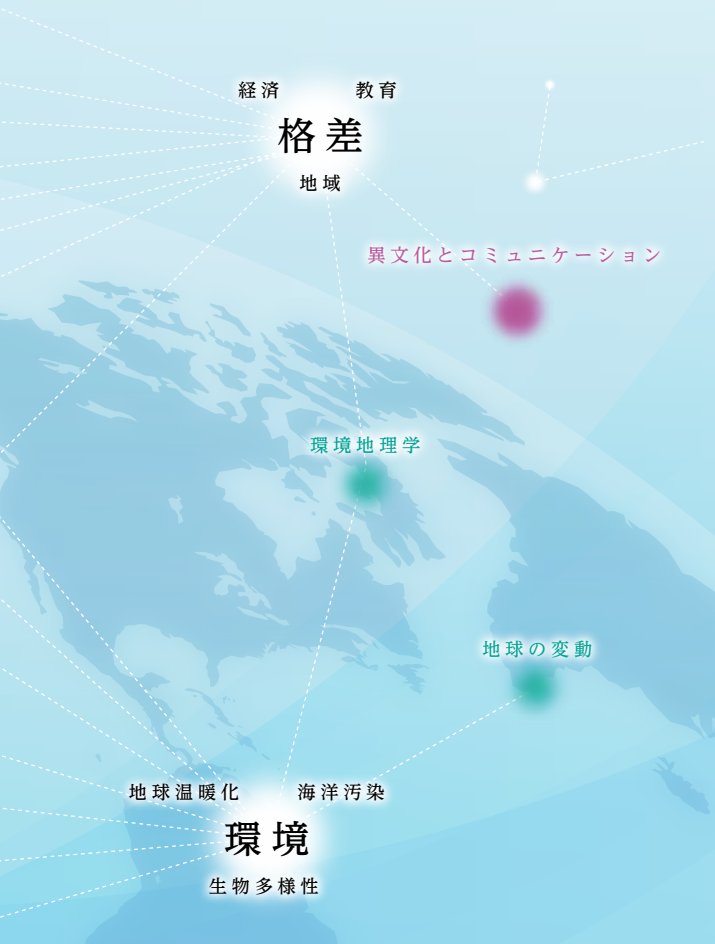 経済
教育
格差
地域
異文化とコミュニケーション
環境地理学
地球の変動
地球温暖化
海洋汚染
環境
生物多様性